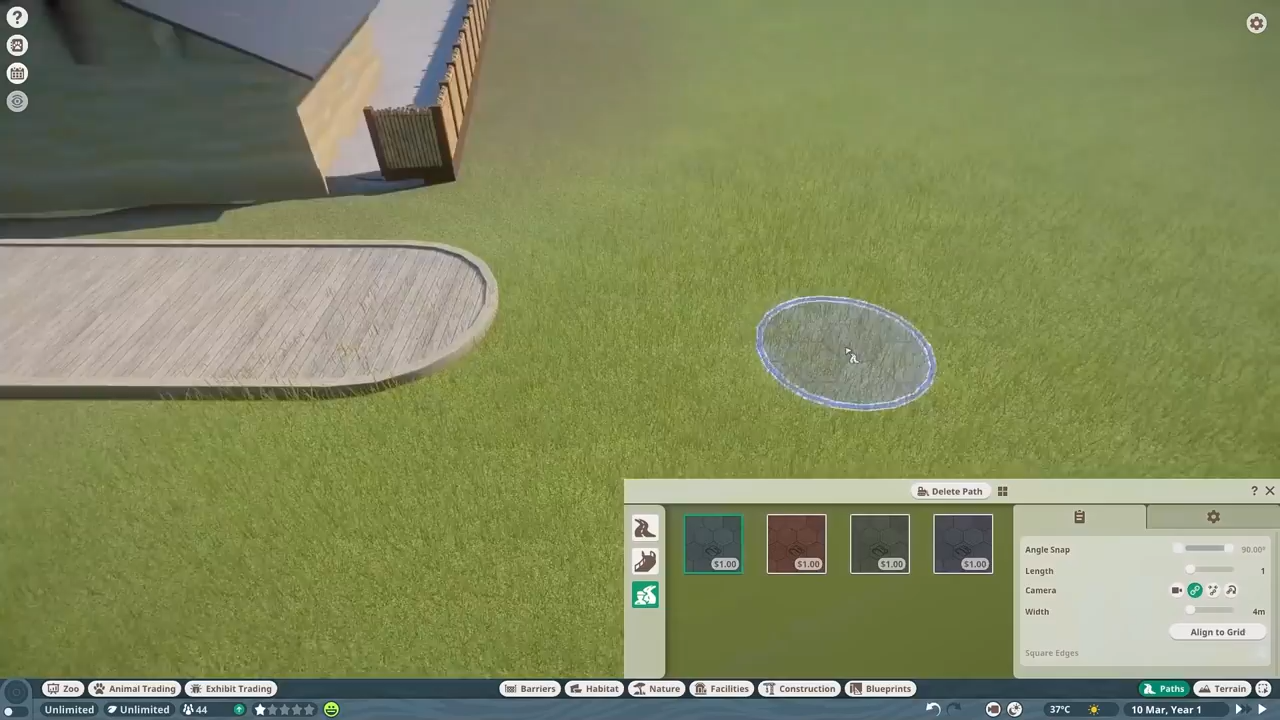 ?
Delete Path
? ×
$1.00 $1.00 $1.00 $1.00
Angle Snap 90.00°
Length 1
Camera
Width 4m
Align to Grid
Square Edges
Zoo Animal Trading Exhibit Trading Barriers Habitat Nature Facilities Construction Blueprints Paths Terrain
Unlimited Unlimited 44 37°C 10 Mar, Year 1